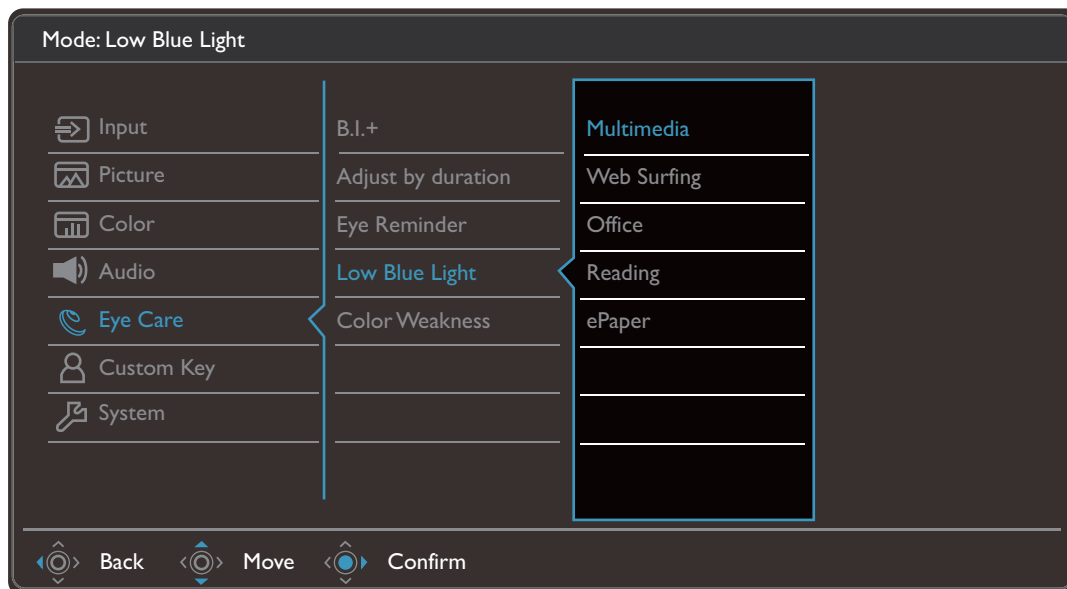 Mode: Low Blue Light
Input
Picture
Color
Audio
Eye Care
Custom Key
System
B.I.+
Adjust by duration
Eye Reminder
Low Blue Light
Color Weakness
Multimedia
Web Surfing
Office
Reading
ePaper
Back
Move
Confirm